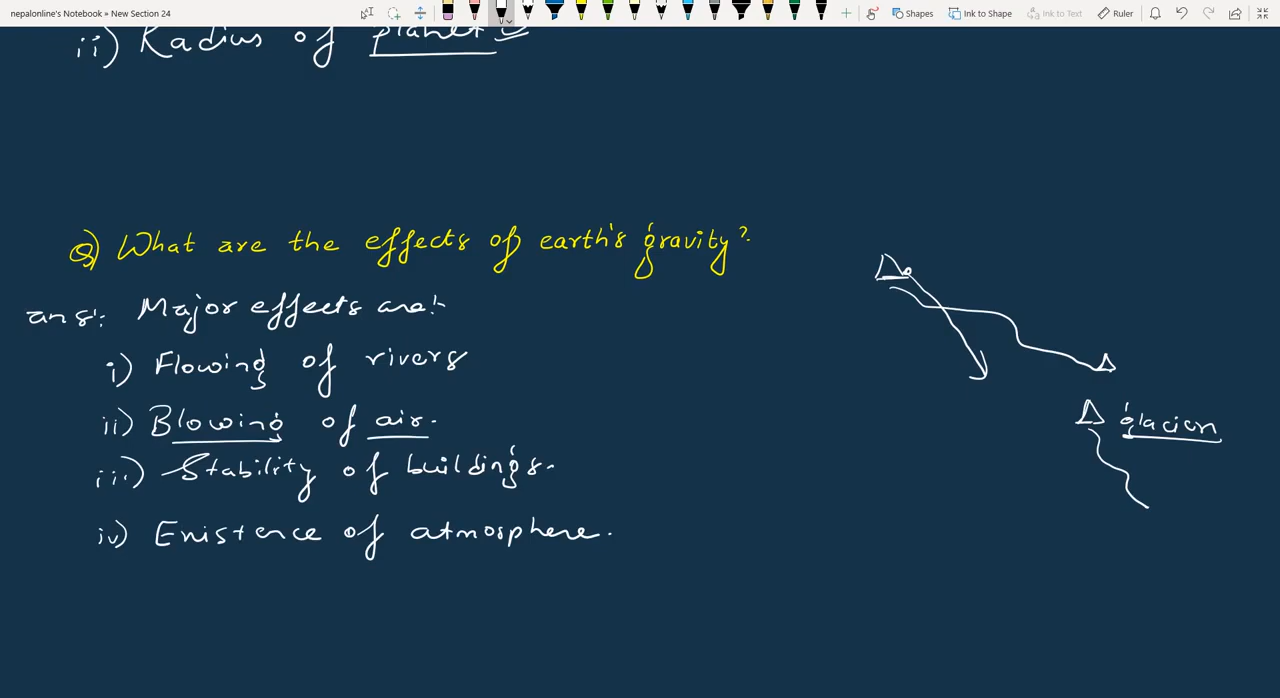 nepalonline's Notebook » New Section 24
Shapes
Ink to Shape
Ink to Text
Ruler
ii) Radius of planet
Q) What are the effects of earth's gravity?
ans:. Major effects are:-
i) Flowing of rivers
ii) Blowing of air.
iii) Stability of buildings.
iv) Existence of atmosphere.